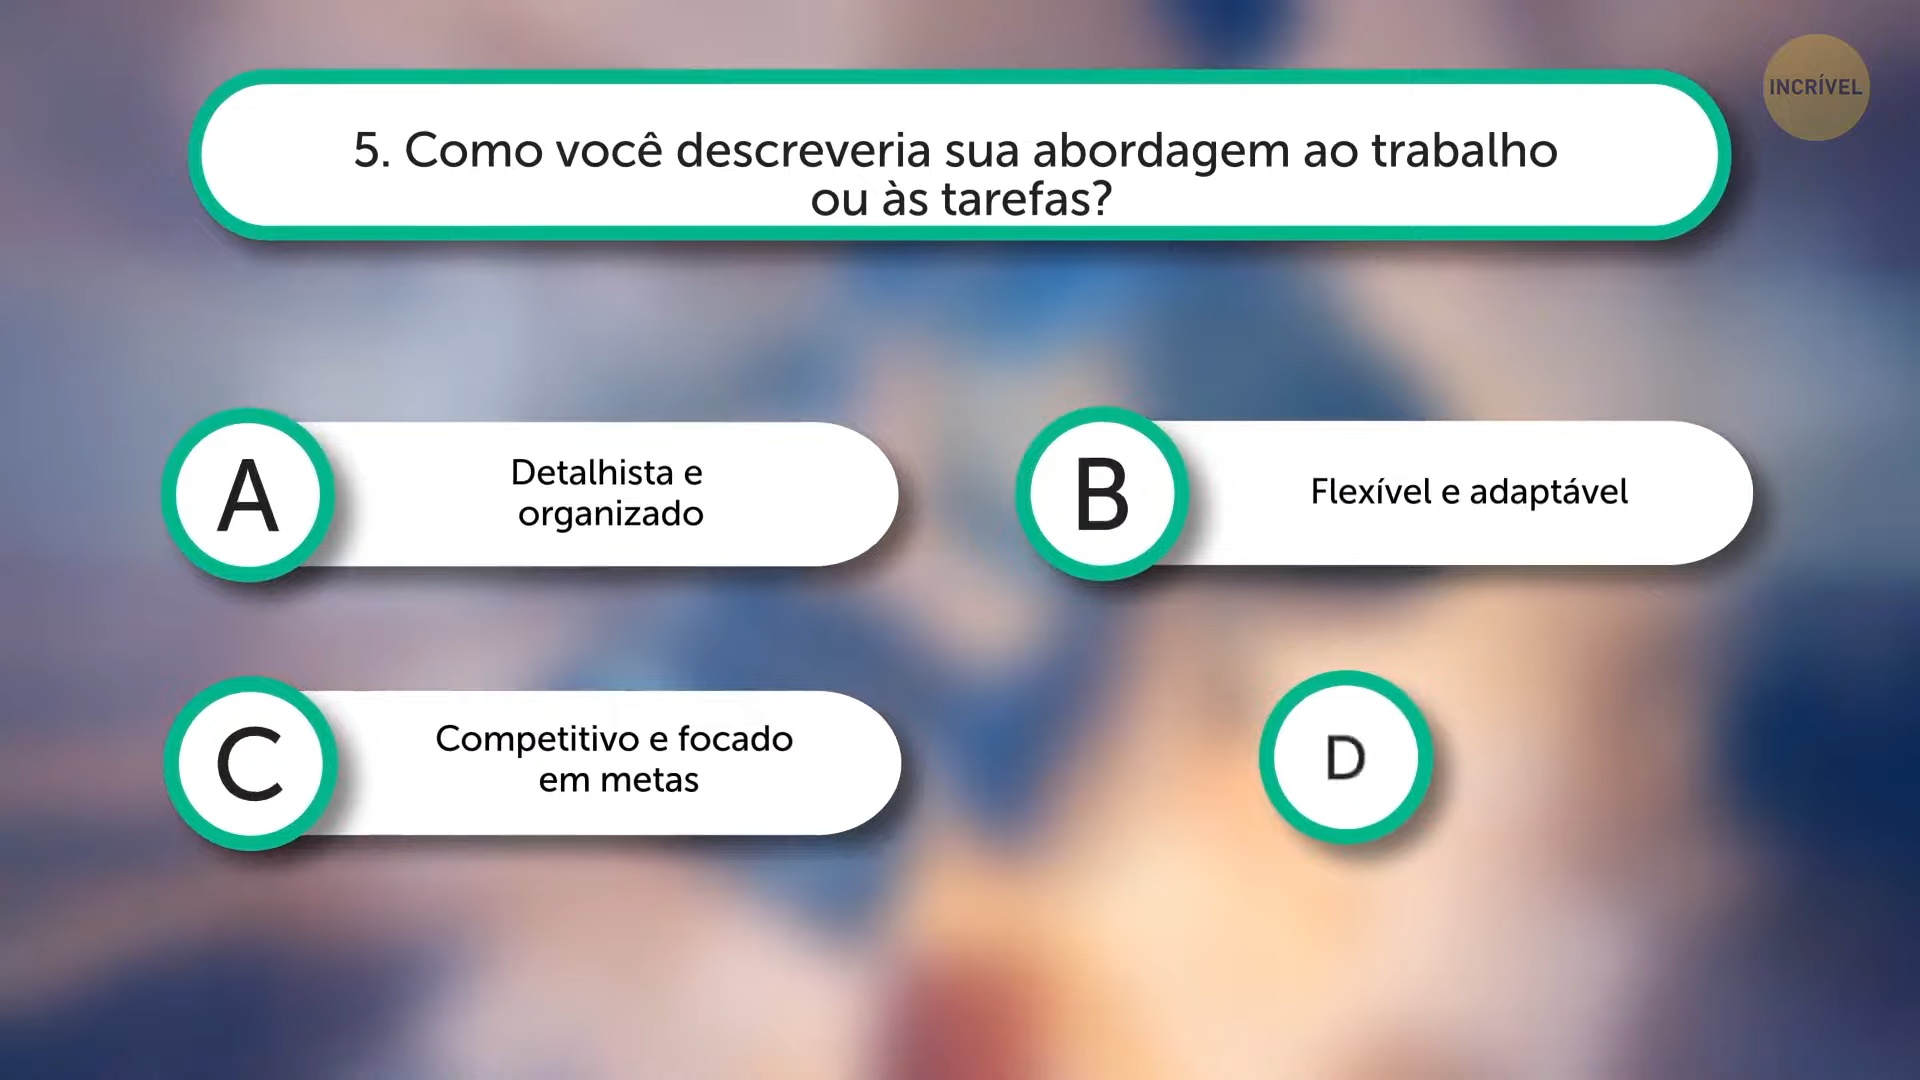 INCRÍVEL
5. Como você descreveria sua abordagem ao trabalho
ou às tarefas?
A
Detalhista e
organizado
B
Flexível e adaptável
C
Competitivo e focado
em metas
D